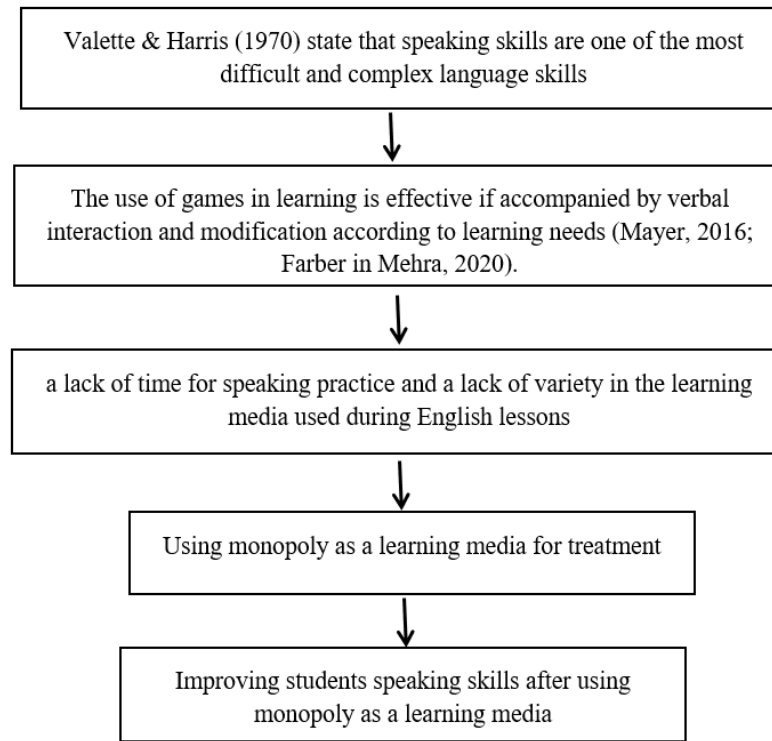 Valette & Harris (1970) state that speaking skills are one of the most
difficult and complex language skills
The use of games in learning is effective if accompanied by verbal
interaction and modification according to learning needs (Mayer, 2016;
Farber in Mehra, 2020).
a lack of time for speaking practice and a lack of variety in the learning
media used during English lessons
Using monopoly as a learning media for treatment
Improving students speaking skills after using
monopoly as a learning media